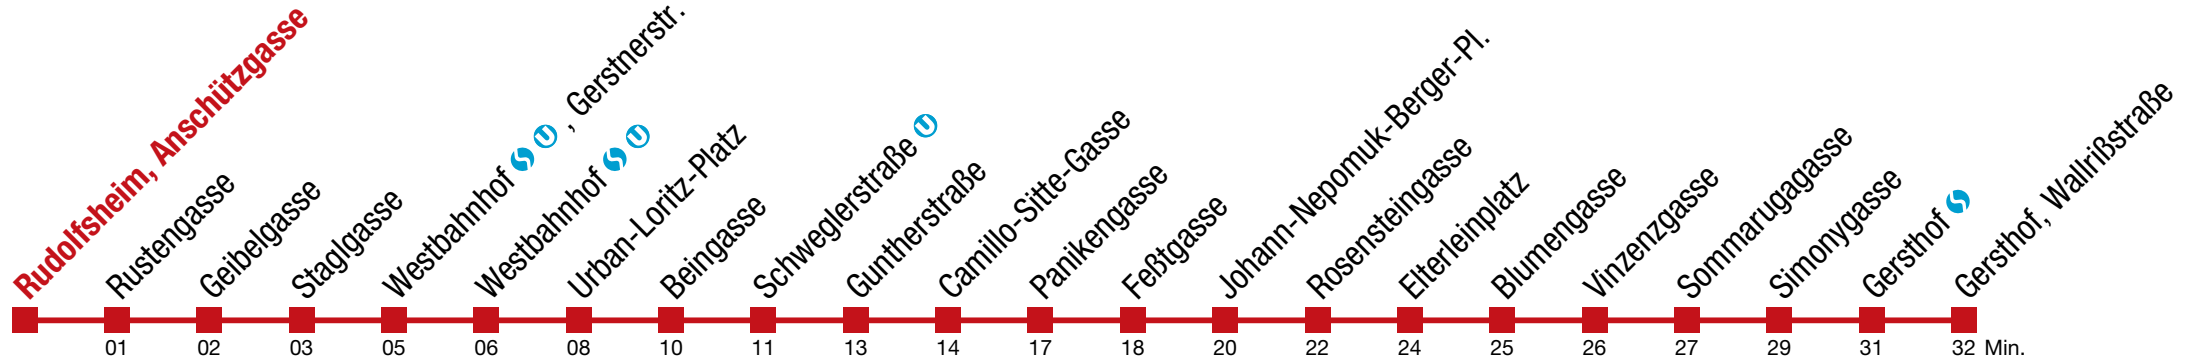 Rudolfsheim, Anschützgasse
Rustengasse
Geibelgasse
Staglgasse
Westbahnhof S U , Gerstnerstr.
Westbahnhof S U
Urban-Loritz-Platz
Beingasse
Schweglerstraße U
Guntherstraße
Camillo-Sitte-Gasse
Panikengasse
Feßtgasse
Johann-Nepomuk-Berger-Pl.
Rosensteingasse
Elterleinplatz
Blumengasse
Vinzenzgasse
Sommarugagasse
Simonygasse
Gersthof S
Gersthof, Wallrißstraße
01 02 03 05 06 08 10 11 13 14 17 18 20 22 24 25 26 27 29 31 32 Min.